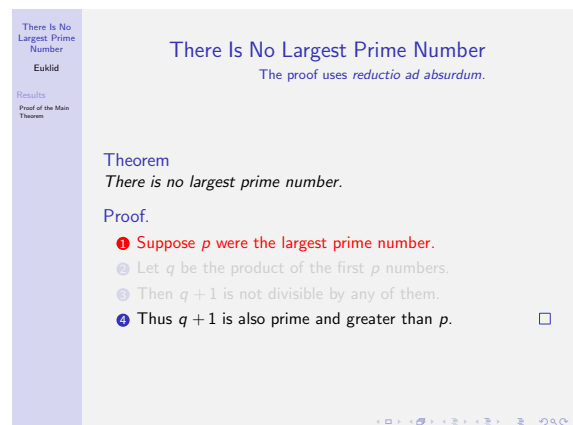 There Is No
Largest Prime
Number
Euklid
Results
Proof of the Main
Theorem
There Is No Largest Prime Number
The proof uses reductio ad absurdum.
Theorem
There is no largest prime number.
Proof.
1 Suppose p were the largest prime number.
2 Let q be the product of the first p numbers.
3 Then q + 1 is not divisible by any of them.
4 Thus q + 1 is also prime and greater than p.